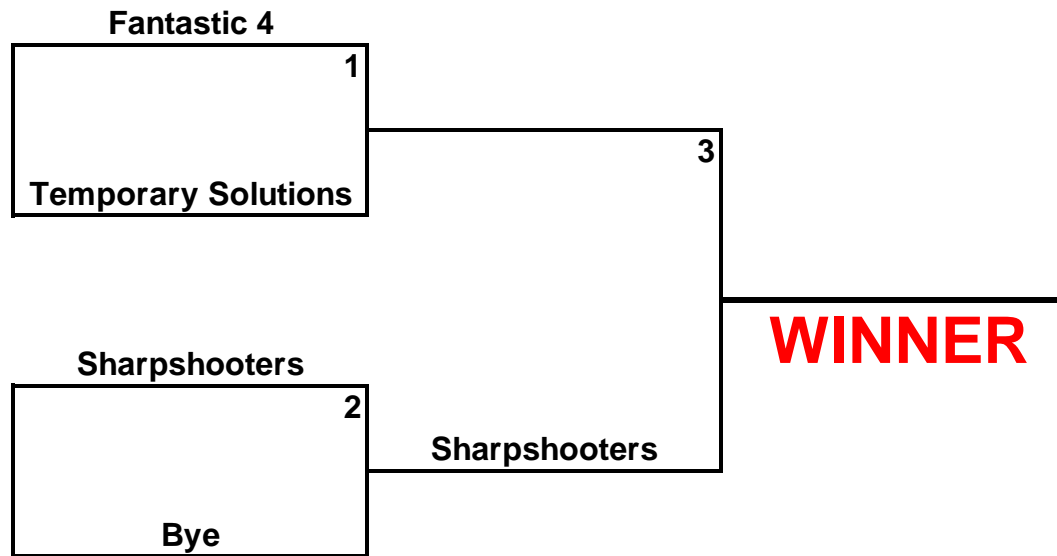 Fantastic 4
1
3
Temporary Solutions
WINNER
Sharpshooters
2
Sharpshooters
Bye